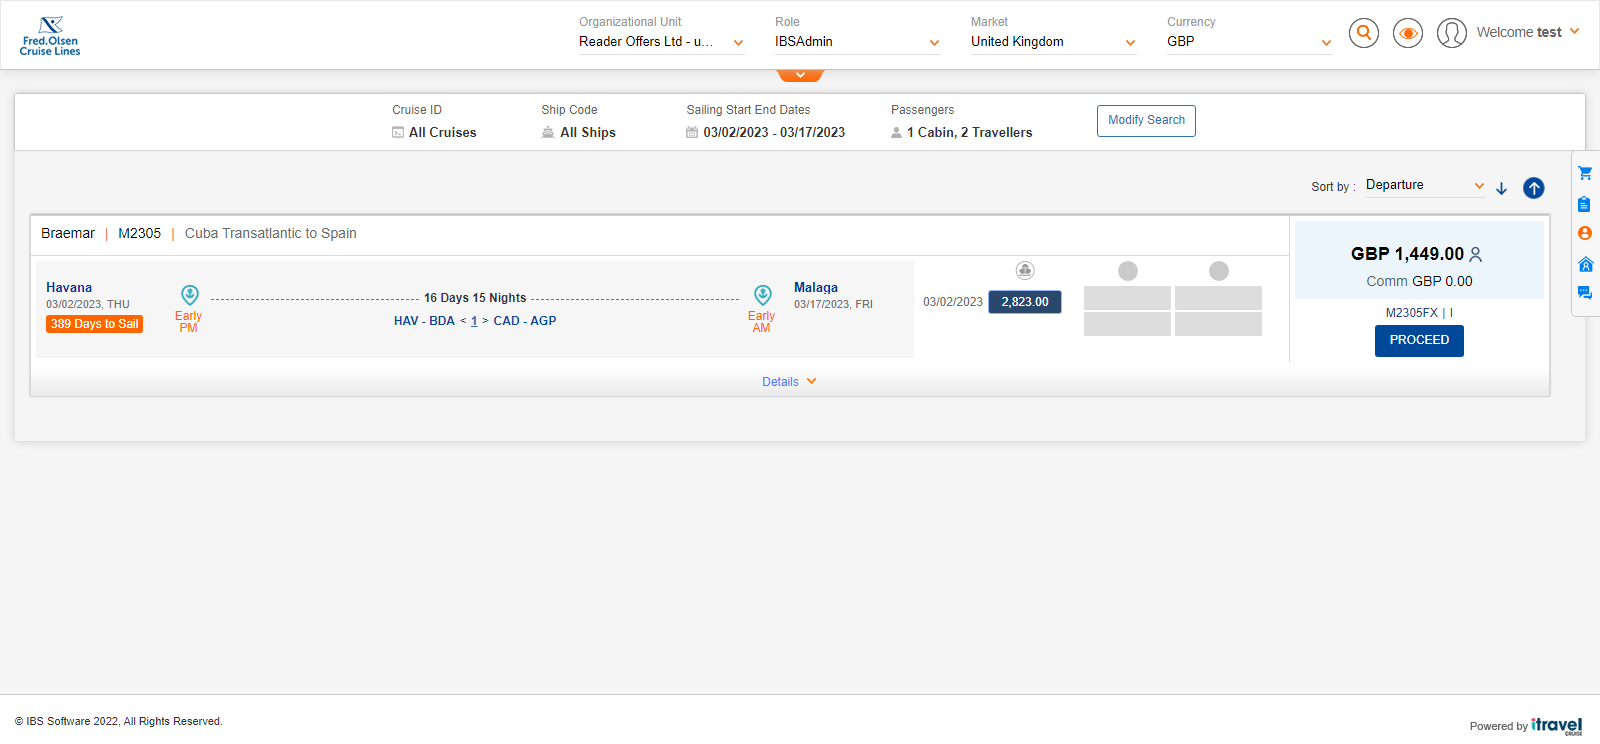 Fred.Olsen
Cruise Lines
Organizational Unit
Reader Offers Ltd - u...
Role
IBSAdmin
Market
United Kingdom
Currency
GBP
Welcome test
Cruise ID
All Cruises
Ship Code
All Ships
Sailing Start End Dates
03/02/2023 - 03/17/2023
Passengers
1 Cabin, 2 Travellers
Modify Search
Sort by :
Departure
Braemar | M2305 | Cuba Transatlantic to Spain
Havana
03/02/2023, THU
389 Days to Sail
Early
PM
16 Days 15 Nights
HAV - BDA < 1 > CAD - AGP
Early
AM
Malaga
03/17/2023, FRI
03/02/2023
2,823.00
GBP 1,449.00
Comm GBP 0.00
M2305FX | I
PROCEED
Details
© IBS Software 2022, All Rights Reserved.
Powered by itravel
CRUISE